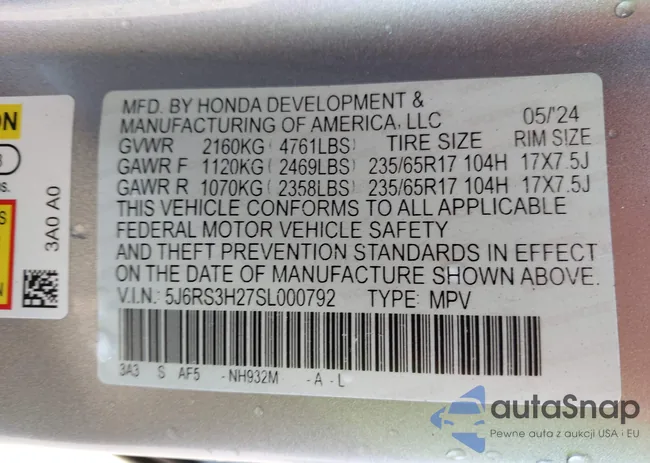 MFD. BY HONDA DEVELOPMENT &
MANUFACTURING OF AMERICA, LLC 05/'24
GVWR 2160KG ( 4761LBS) TIRE SIZE RIM SIZE
GAWR F 1120KG ( 2469LBS) 235/65R17 104H 17X7.5J
GAWR R 1070KG ( 2358LBS) 235/65R17 104H 17X7.5J
THIS VEHICLE CONFORMS TO ALL APPLICABLE
FEDERAL MOTOR VEHICLE SAFETY
AND THEFT PREVENTION STANDARDS IN EFFECT
ON THE DATE OF MANUFACTURE SHOWN ABOVE.
V.I.N.: 5J6RS3H27SL000792 TYPE: MPV
3A3 S AF5 -NH932M -A-L
3A0 A0
autaSnap
Pewne auta z aukcji USA i EU